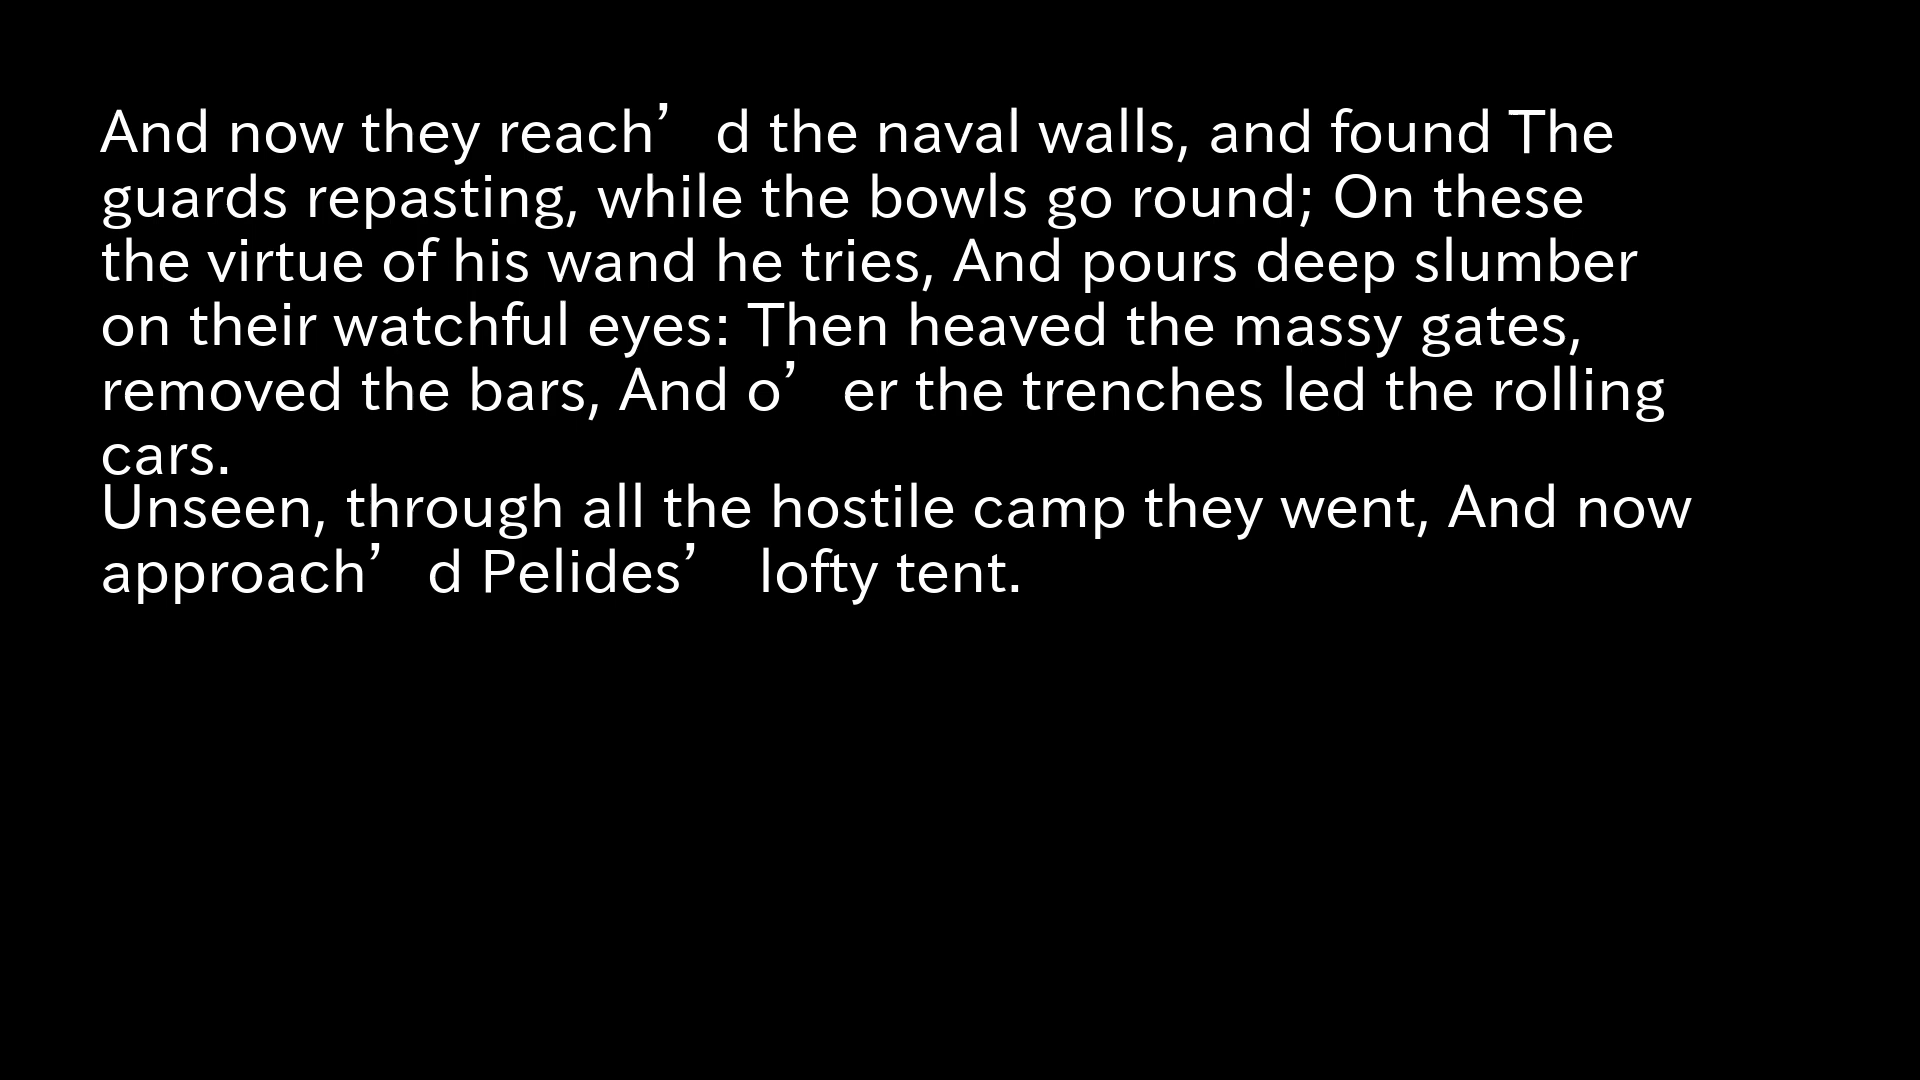 And now they reach’d the naval walls, and found The
guards repasting, while the bowls go round; On these
the virtue of his wand he tries, And pours deep slumber
on their watchful eyes: Then heaved the massy gates,
removed the bars, And o’er the trenches led the rolling
cars.
Unseen, through all the hostile camp they went, And now
approach’d Pelides’ lofty tent.